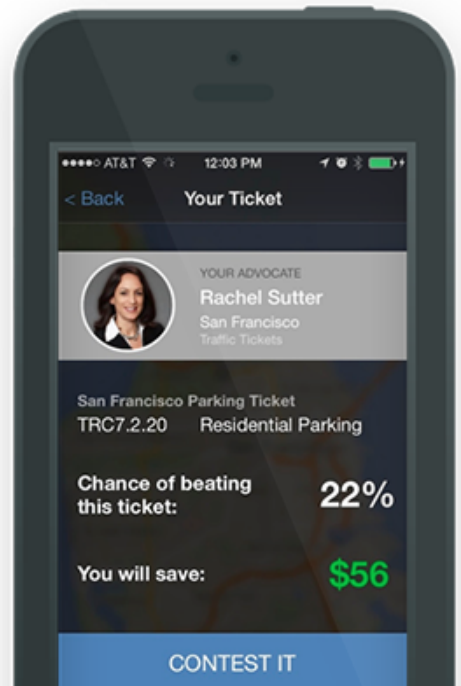 AT&T 12:03 PM
< Back Your Ticket
YOUR ADVOCATE
Rachel Sutter
San Francisco
Traffic Tickets
San Francisco Parking Ticket
TRC7.2.20 Residential Parking
Chance of beating
this ticket:
22%
You will save: $56
CONTEST IT